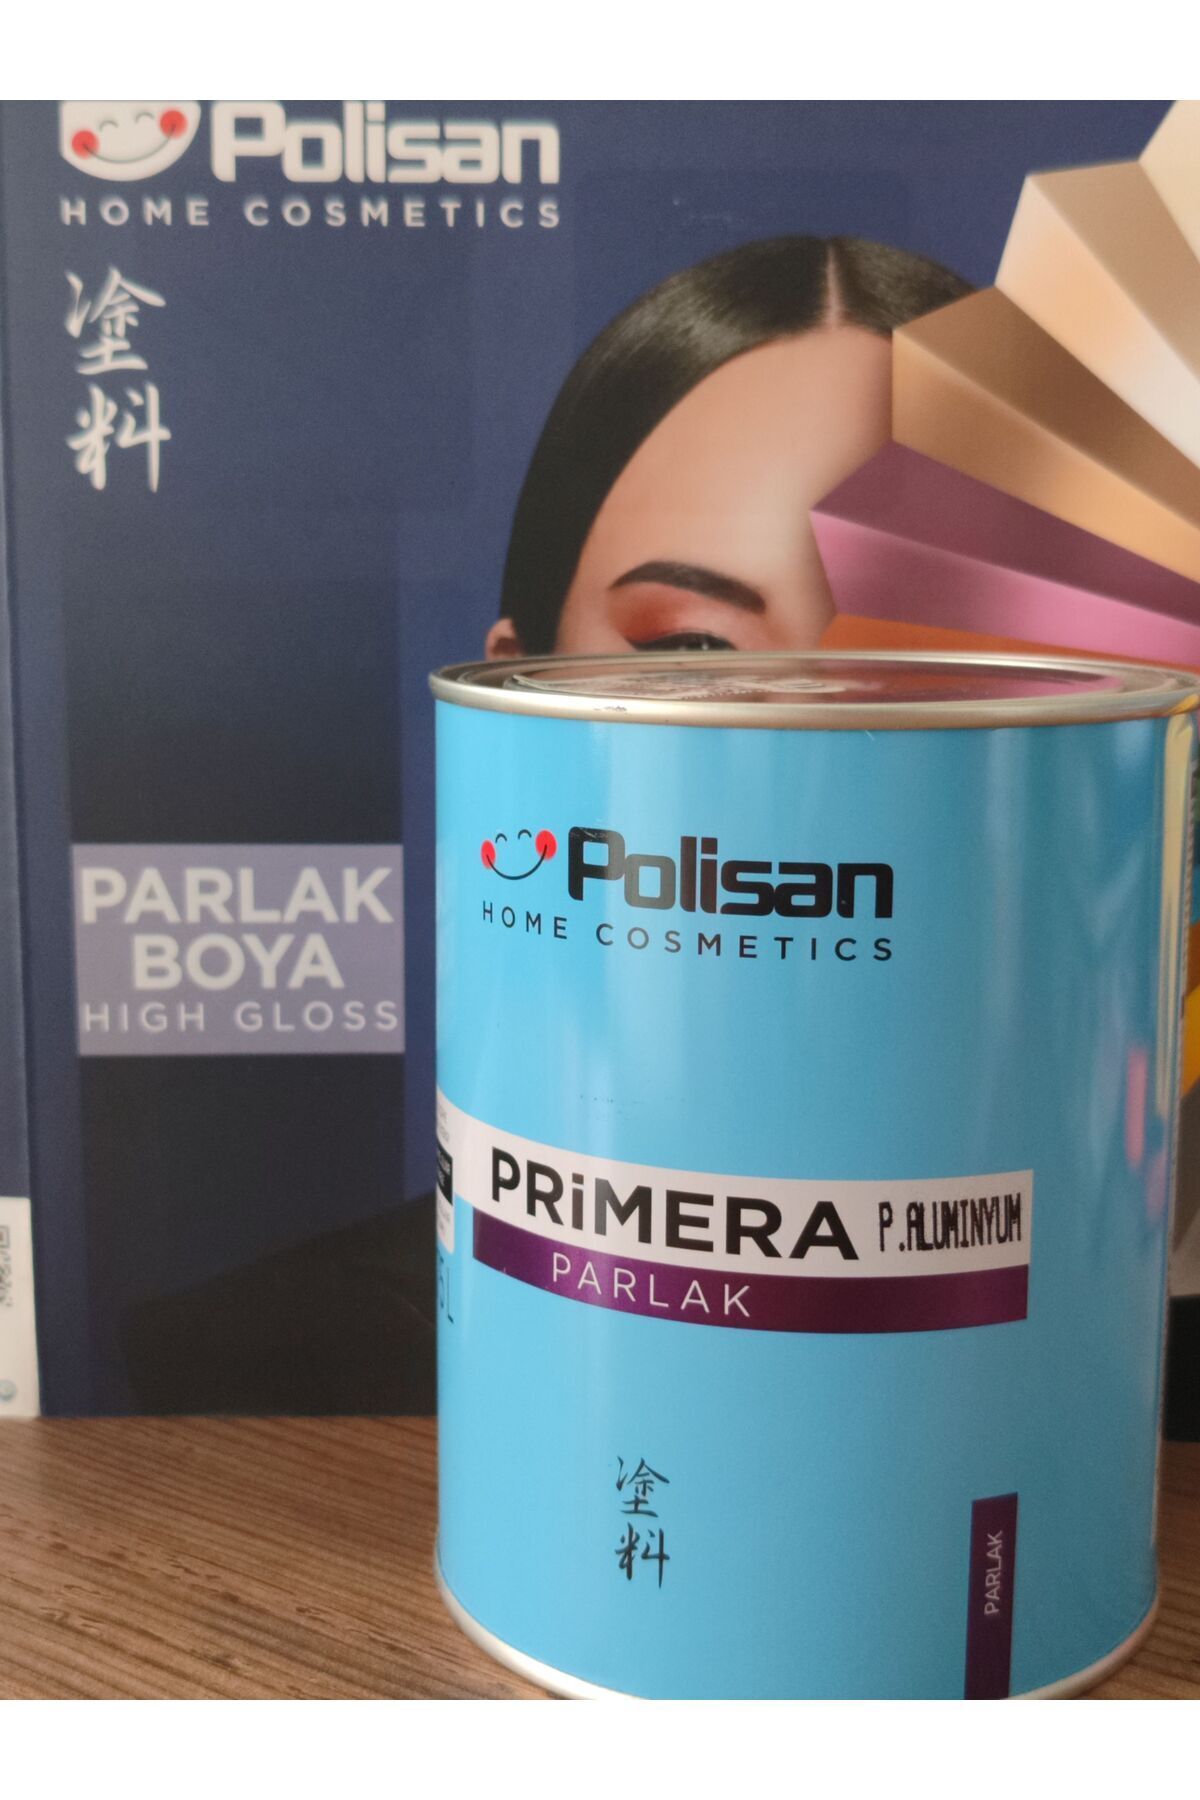 Polisan
HOME COSMETICS
塗
料
PARLAK
BOYA
HIGH GLOSS
Polisan
HOME COSMETICS
PRiMERA P.ALUMINYUM
PARLAK
塗
料
PARLAK